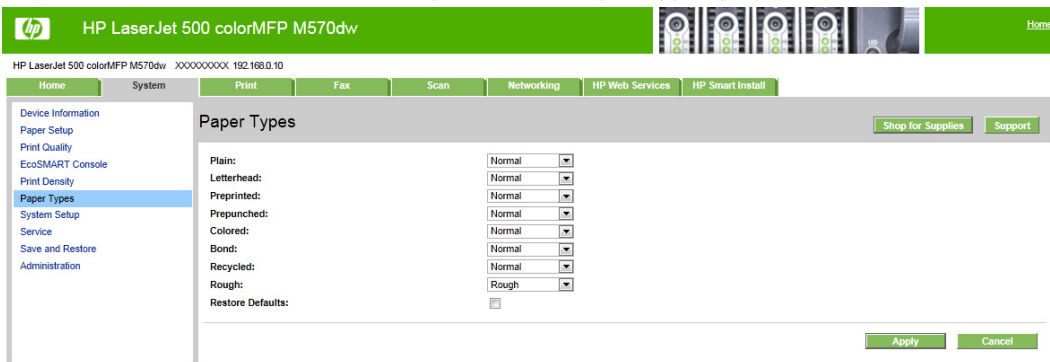 hp HP LaserJet 500 colorMFP M570dw Home
HP LaserJet 500 colorMFP M570dw XXXXXXXXX 192.168.0.10
Home System Print Fax Scan Networking HP Web Services HP Smart Install
Device Information
Paper Setup
Print Quality
EcoSMART Console
Print Density
Paper Types
System Setup
Service
Save and Restore
Administration
Paper Types
Shop for Supplies Support
Plain: Normal
Letterhead: Normal
Preprinted: Normal
Prepunched: Normal
Colored: Normal
Bond: Normal
Recycled: Normal
Rough: Rough
Restore Defaults:
Apply Cancel